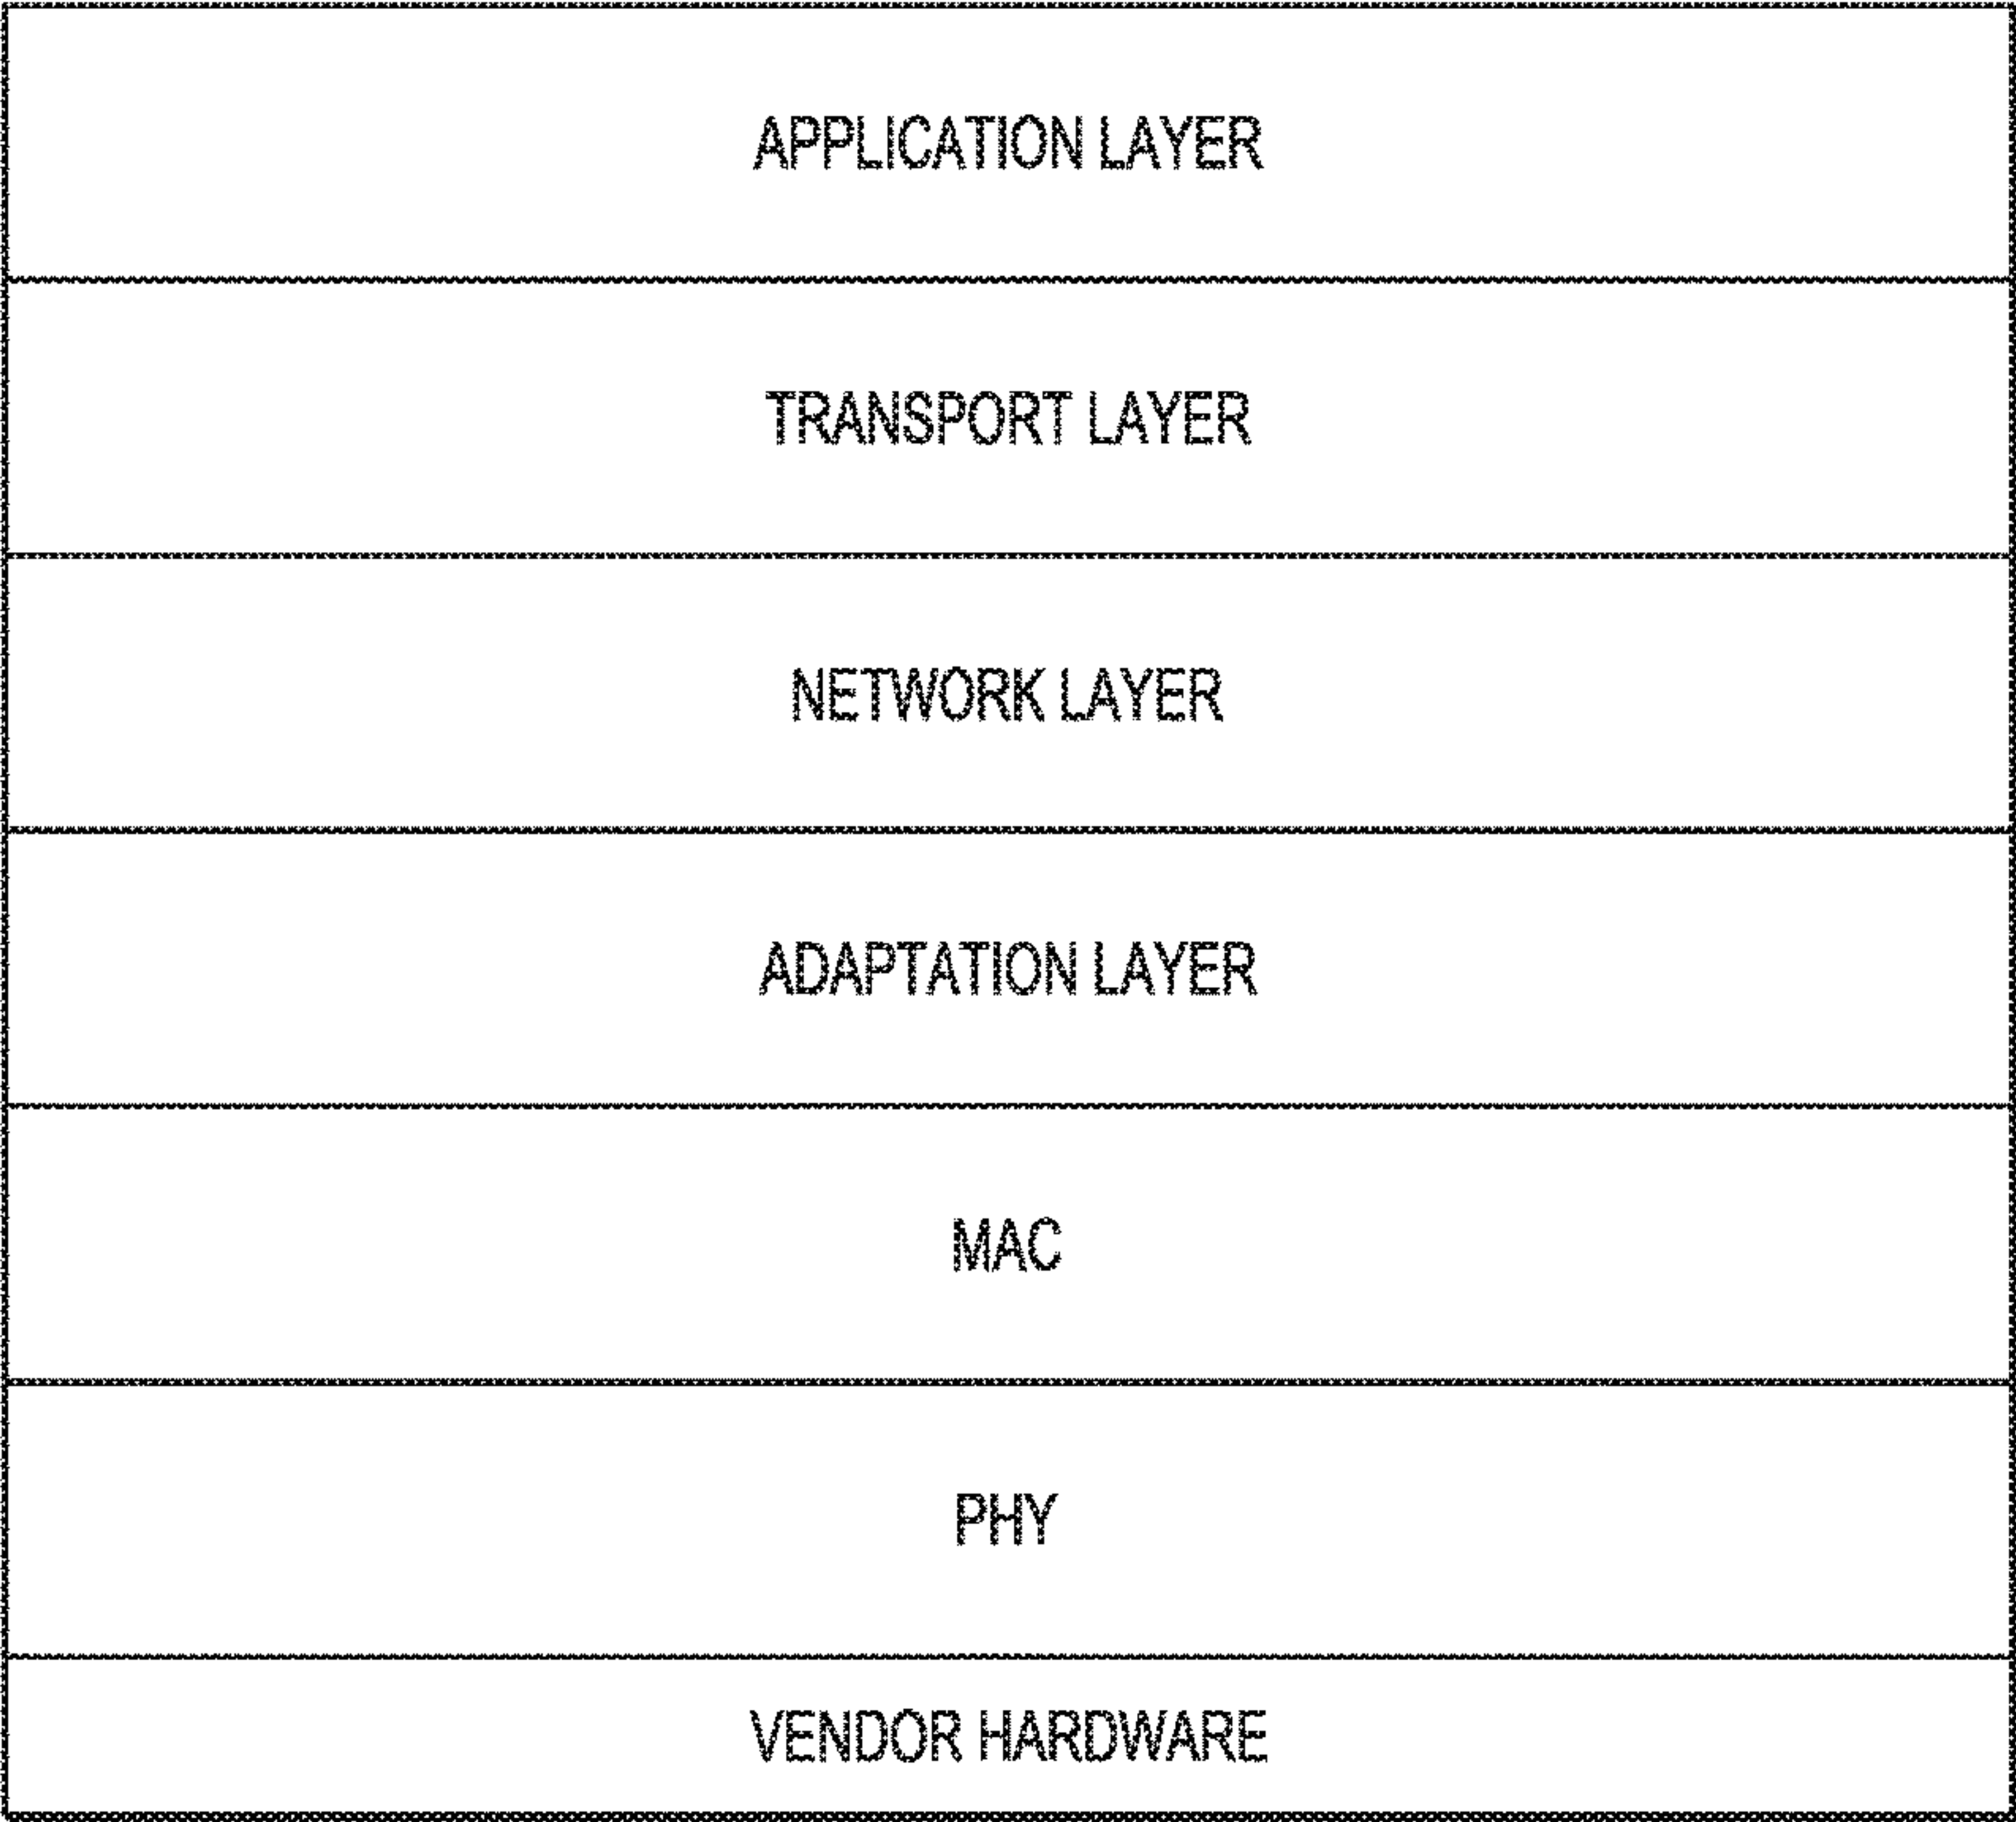 APPLICATION LAYER
TRANSPORT LAYER
NETWORK LAYER
ADAPTATION LAYER
MAC
PHY
VENDOR HARDWARE